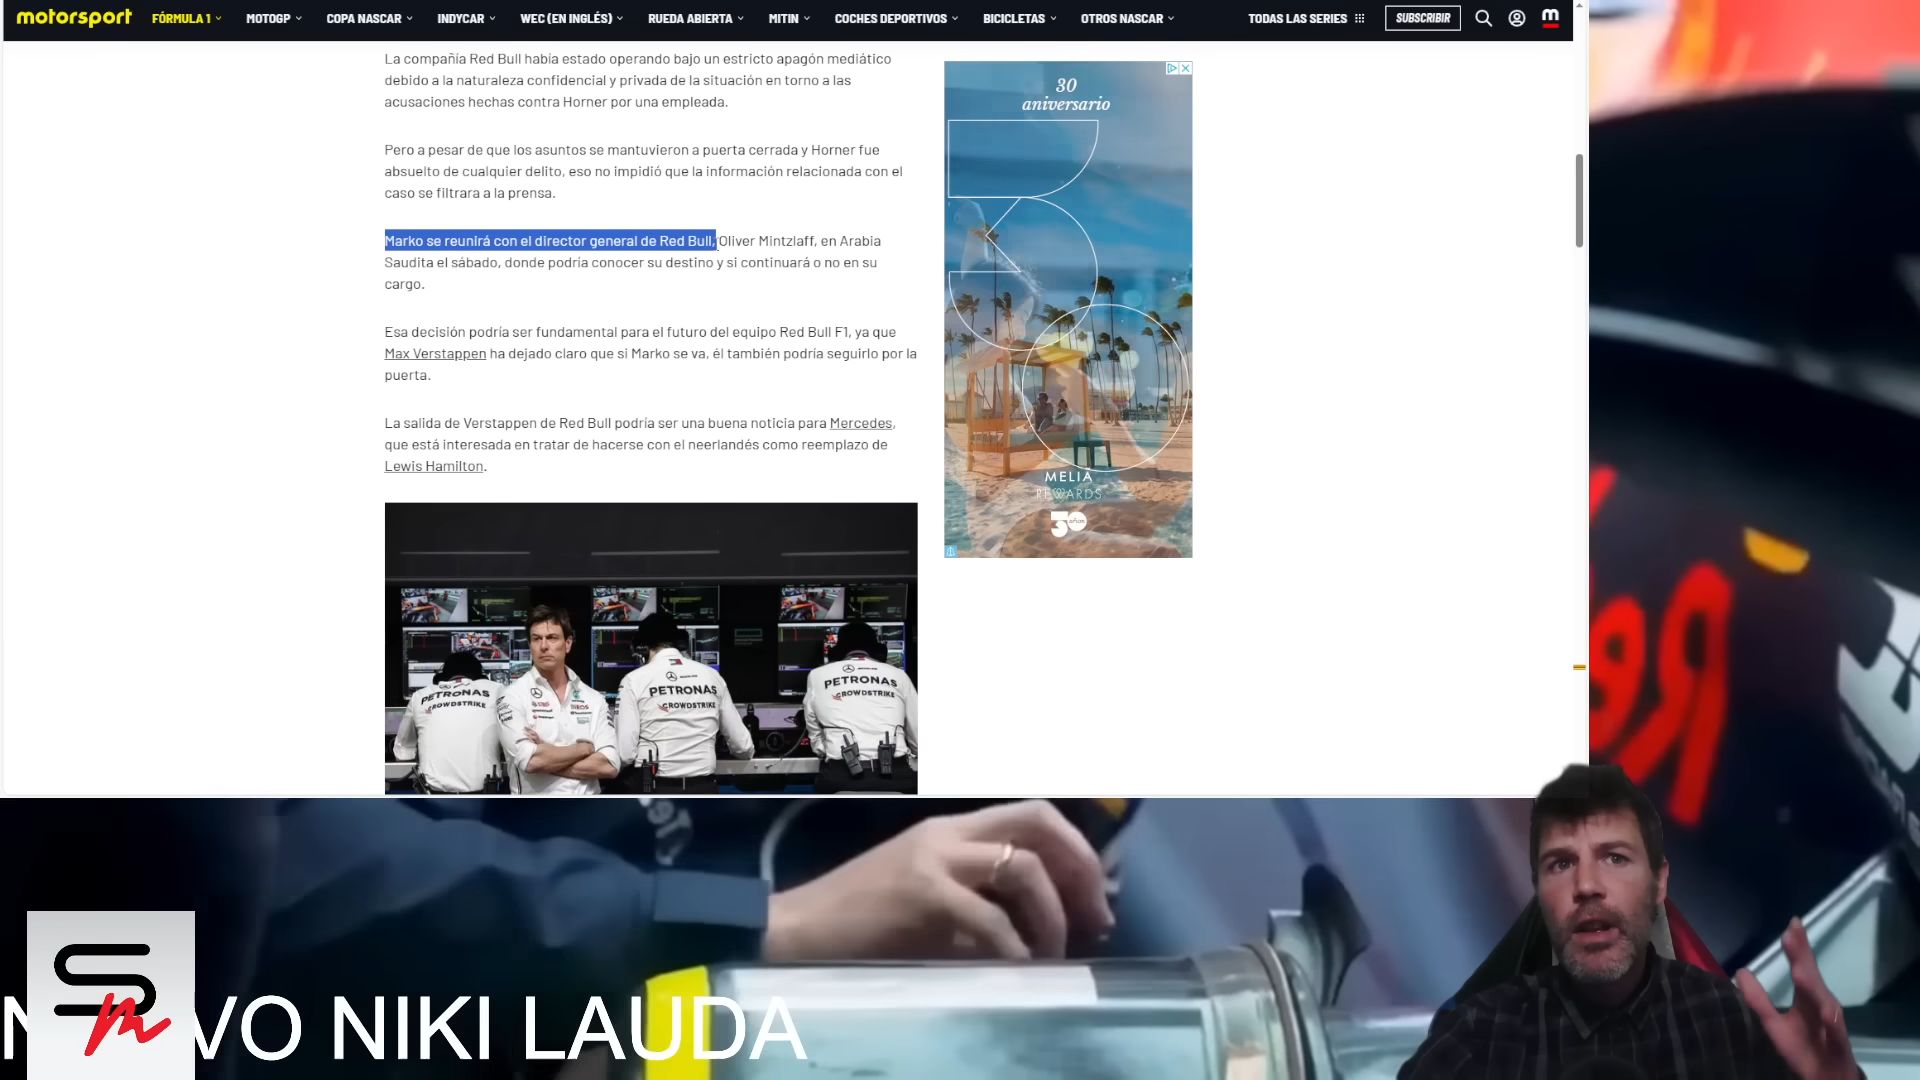 motorsport
FÓRMULA 1 MOTOGP COPA NASCAR INDYCAR WEC (EN INGLÉS) RUEDA ABIERTA MITIN COCHES DEPORTIVOS BICICLETAS OTROS NASCAR TODAS LAS SERIES SUBSCRIBIR m
La compañía Red Bull había estado operando bajo un estricto apagón mediático
debido a la naturaleza confidencial y privada de la situación en torno a las
acusaciones hechas contra Horner por una empleada.
Pero a pesar de que los asuntos se mantuvieron a puerta cerrada y Horner fue
absuelto de cualquier delito, eso no impidió que la información relacionada con el
caso se filtrara a la prensa.
Marko se reunirá con el director general de Red Bull, Oliver Mintzlaff, en Arabia
Saudita el sábado, donde podría conocer su destino y si continuará o no en su
cargo.
Esa decisión podría ser fundamental para el futuro del equipo Red Bull F1, ya que
Max Verstappen ha dejado claro que si Marko se va, él también podría seguirlo por la
puerta.
La salida de Verstappen de Red Bull podría ser una buena noticia para Mercedes,
que está interesada en tratar de hacerse con el neerlandés como reemplazo de
Lewis Hamilton.
30
aniversario
MELIÁ
REWARDS
30 años
PETRONAS
CROWDSTRIKE
PETRONAS
CROWDSTRIKE
PETRONAS
CROWDSTRIKE
VO NIKI LAUDA